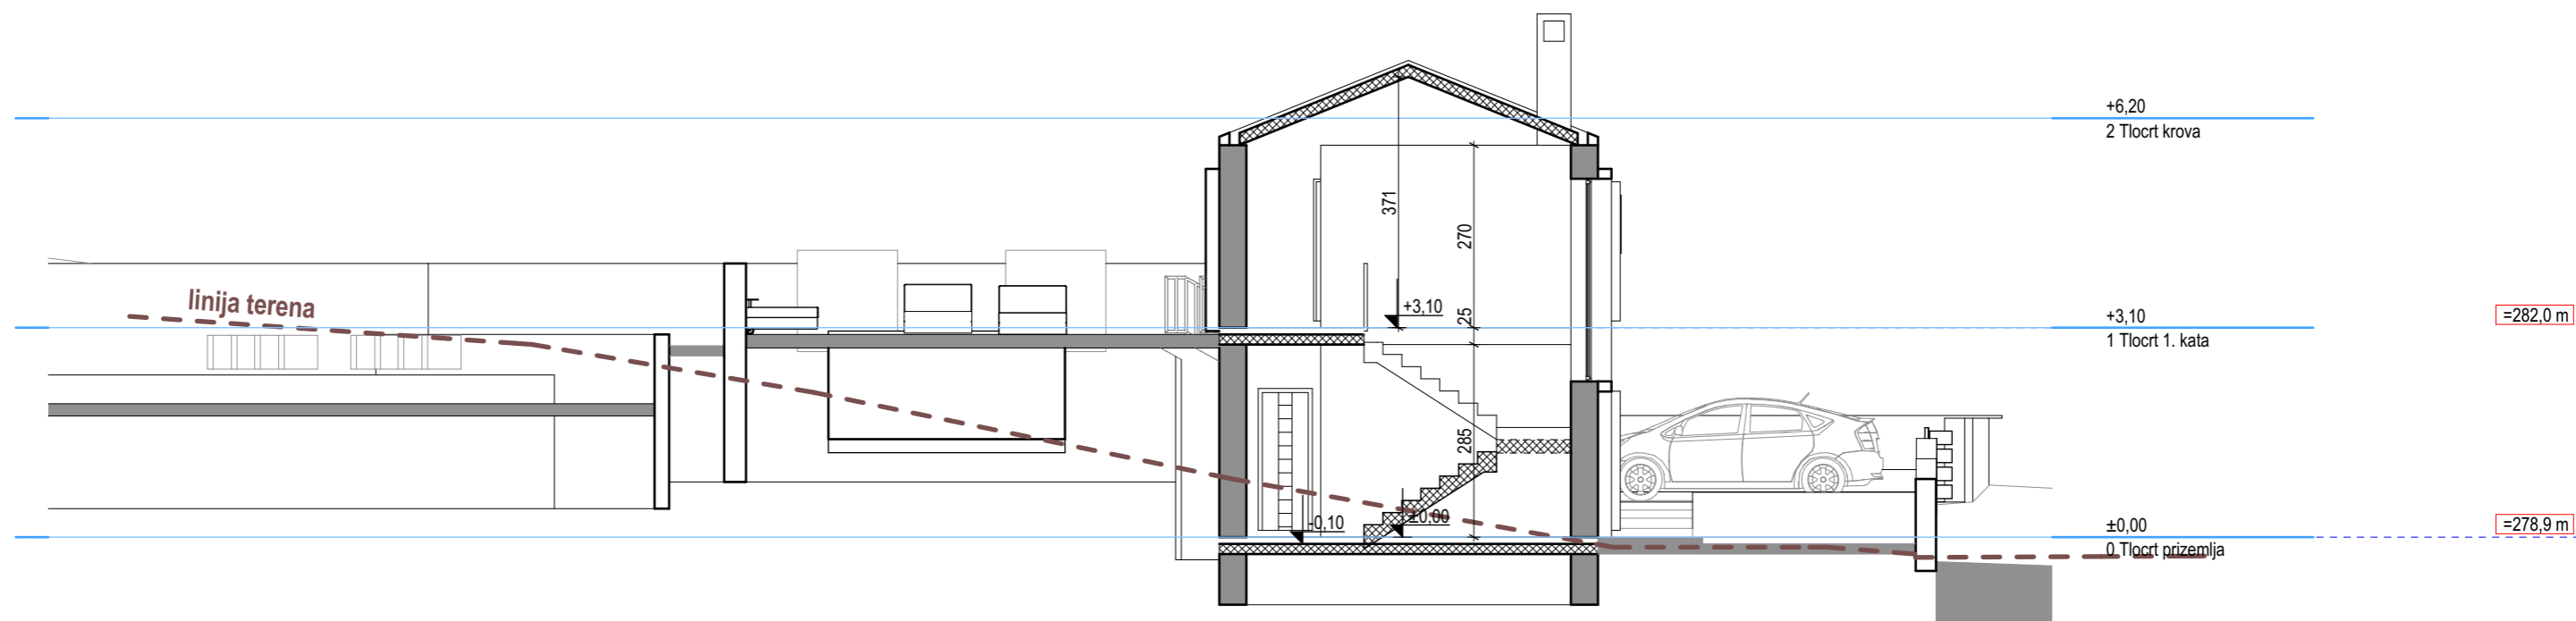 +6,20
2 Tlocrt krova
371
270
linija terena
+3,10
25
+3,10
1 Tlocrt 1. kata
=282,0 m
285
-0,10
±0,00
±0,00
0 Tlocrt prizemlja
=278,9 m